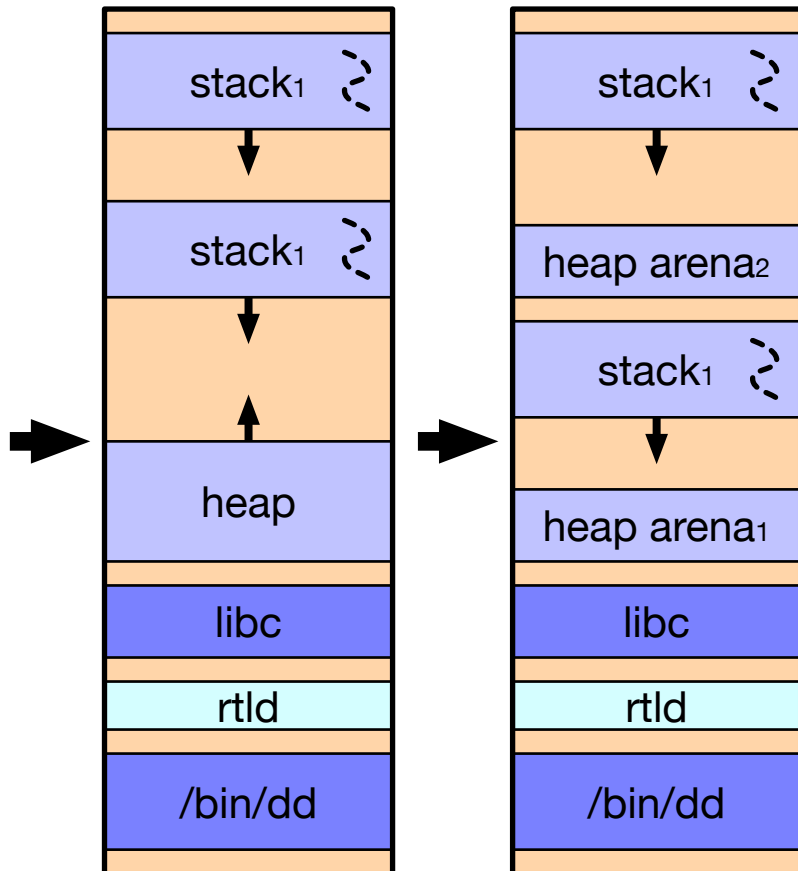 stack₁
stack₁
heap
libc
rtld
/bin/dd
stack₁
heap arena₂
stack₁
heap arena₁
libc
rtld
/bin/dd